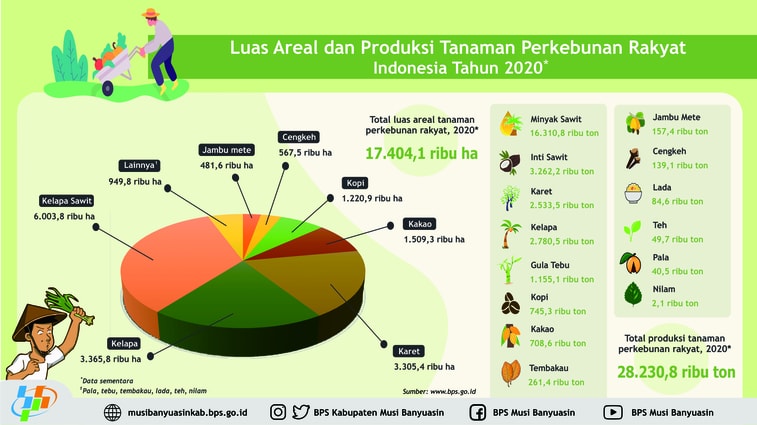 Luas Areal dan Produksi Tanaman Perkebunan Rakyat
Indonesia Tahun 2020*
Total luas areal tanaman
perkebunan rakyat, 2020*
17.404,1 ribu ha
Cengkeh
567,5 ribu ha
Jambu mete
481,6 ribu ha
Lainnya¹
949,8 ribu ha
Kopi
1.220,9 ribu ha
Kelapa Sawit
6.003,8 ribu ha
Kakao
1.509,3 ribu ha
Kelapa
3.365,8 ribu ha
Karet
3.305,4 ribu ha
Minyak Sawit
16.310,8 ribu ton
Inti Sawit
3.262,2 ribu ton
Karet
2.533,5 ribu ton
Kelapa
2.780,5 ribu ton
Gula Tebu
1.155,1 ribu ton
Kopi
745,3 ribu ton
Kakao
708,6 ribu ton
Tembakau
261,4 ribu ton
Jambu Mete
157,4 ribu ton
Cengkeh
139,1 ribu ton
Lada
84,6 ribu ton
Teh
49,7 ribu ton
Pala
40,5 ribu ton
Nilam
2,1 ribu ton
Total produksi tanaman
perkebunan rakyat, 2020*
28.230,8 ribu ton
*Data sementara
¹Pala, tebu, tembakau, lada, teh, nilam
Sumber: www.bps.go.id
musibanyuasinkab.bps.go.id
BPS Kabupaten Musi Banyuasin
BPS Musi Banyuasin
BPS Musi Banyuasin